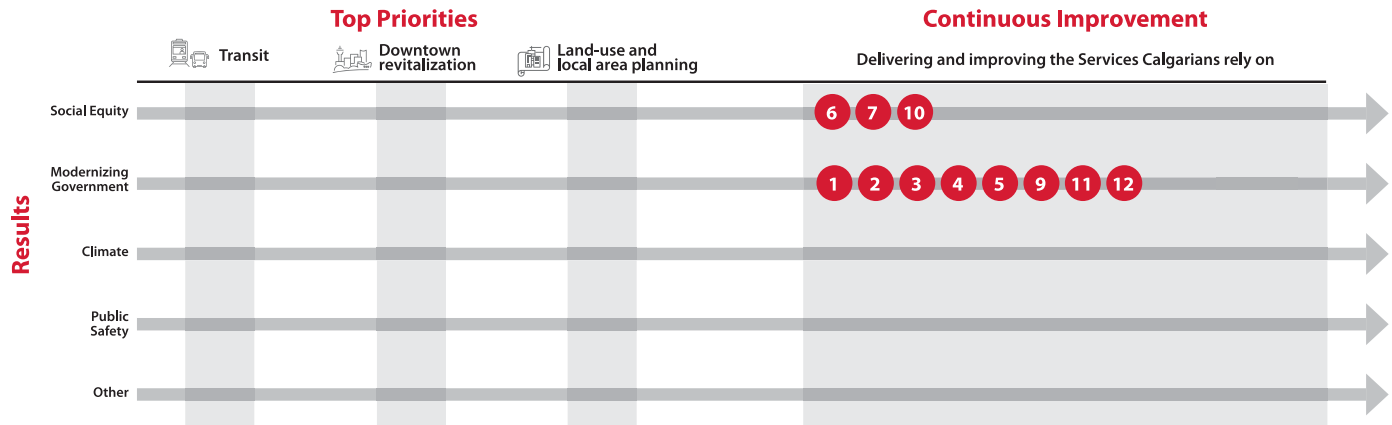 Top Priorities
Continuous Improvement
Transit
Downtown
revitalization
Land-use and
local area planning
Delivering and improving the Services Calgarians rely on
Results
Social Equity
6 7 10
Modernizing
Government
1 2 3 4 5 9 11 12
Climate
Public
Safety
Other